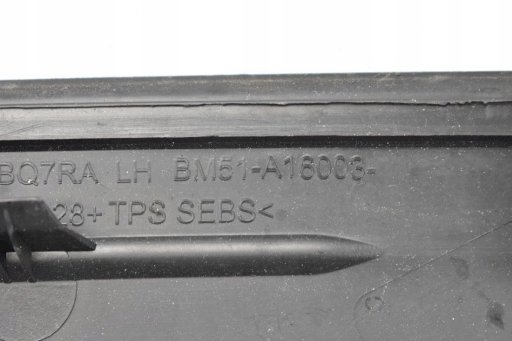 BQ7RA LH BM51-A16003-
28+ TPS SEBS<